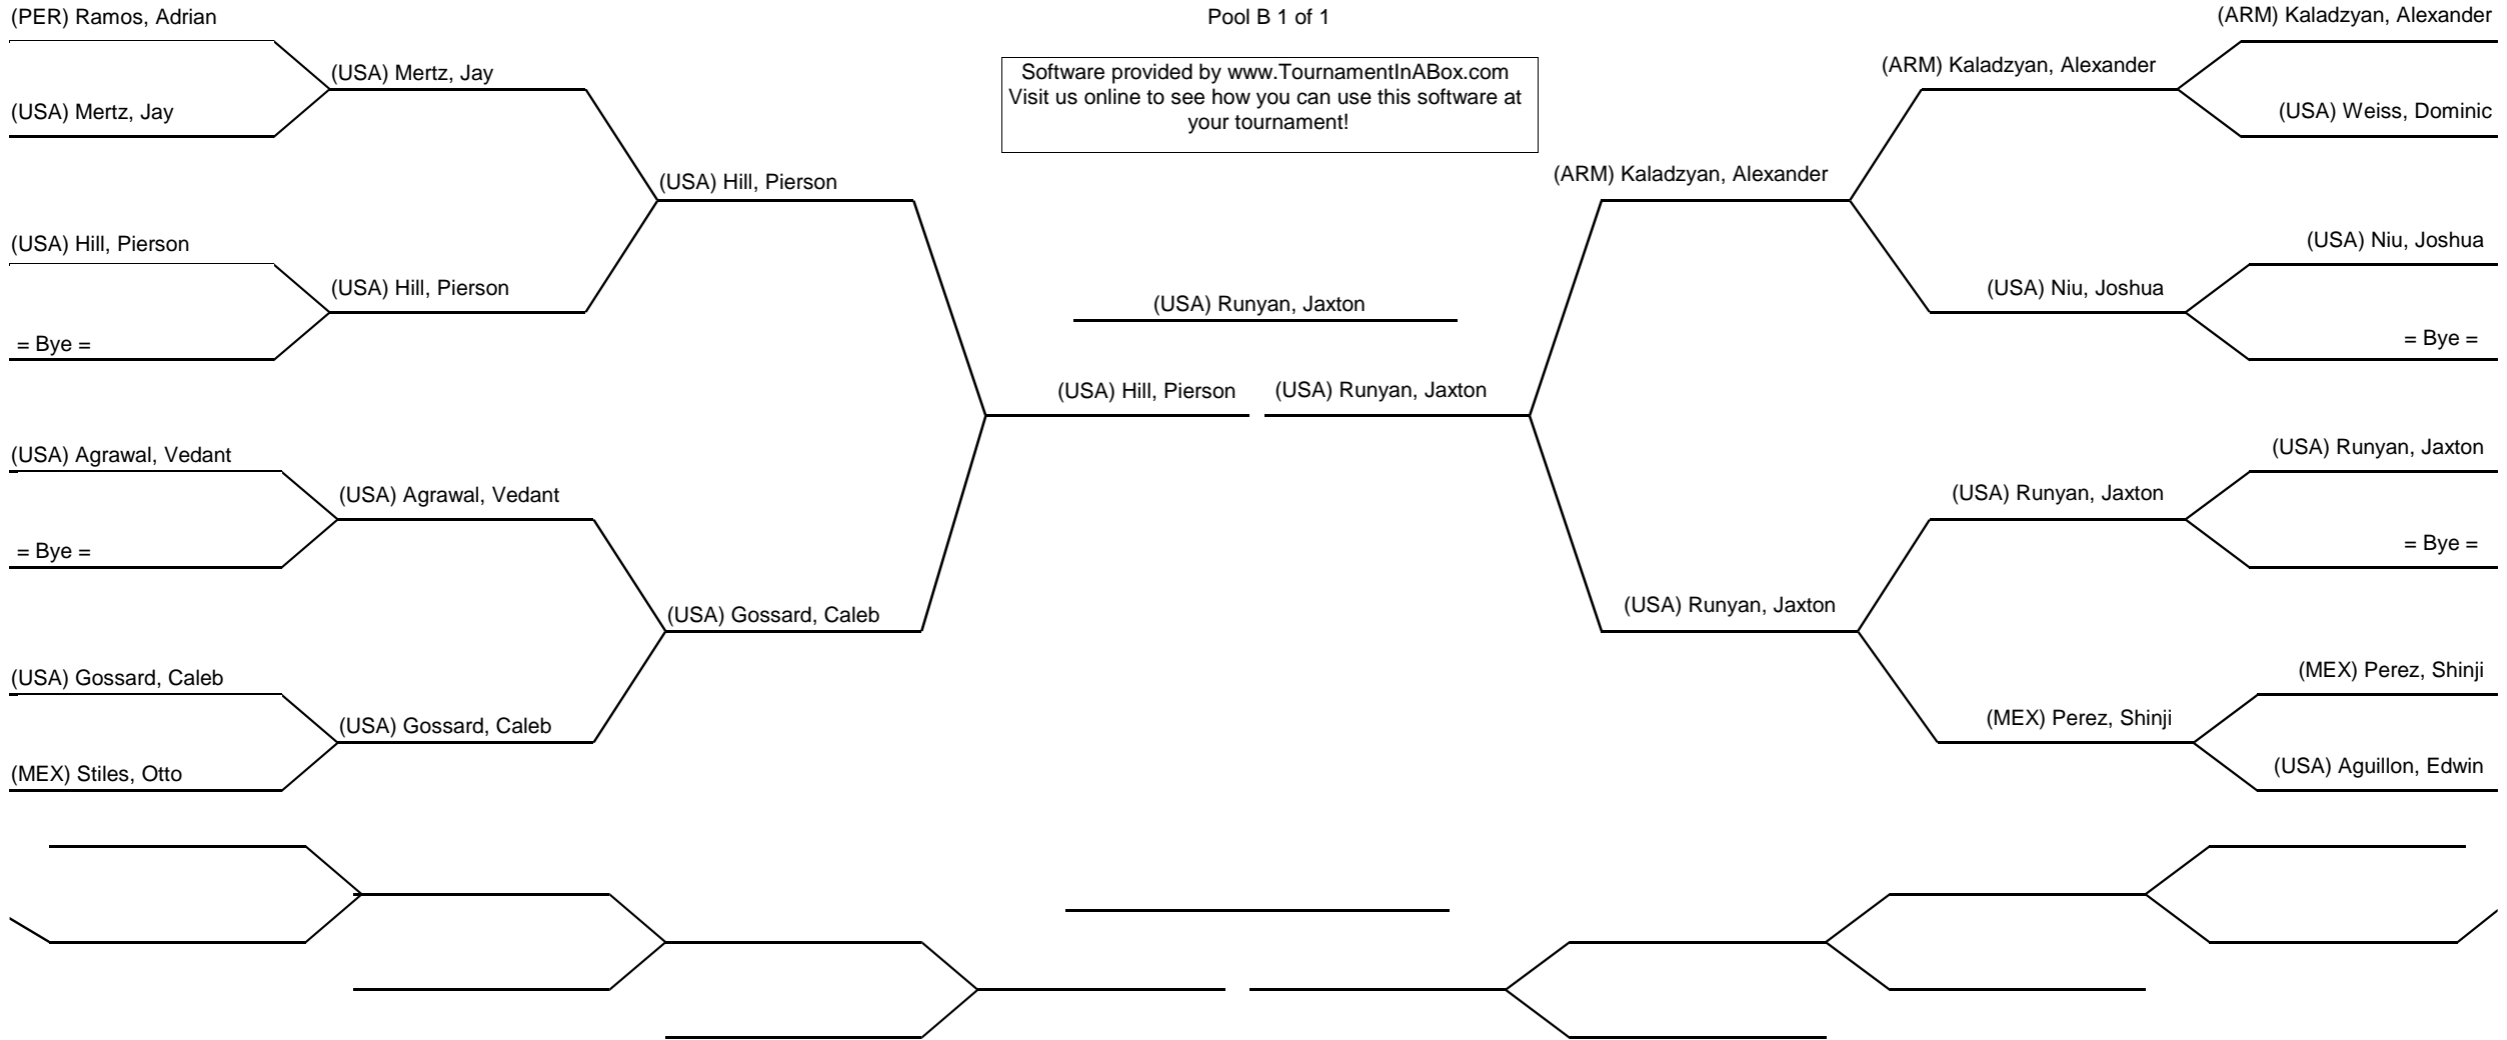 (PER) Ramos, Adrian
Pool B 1 of 1
(ARM) Kaladzyan, Alexander
Software provided by www.TournamentInABox.com
Visit us online to see how you can use this software at
your tournament!
(USA) Mertz, Jay
(ARM) Kaladzyan, Alexander
(USA) Mertz, Jay
(USA) Weiss, Dominic
(USA) Hill, Pierson
(ARM) Kaladzyan, Alexander
(USA) Hill, Pierson
(USA) Niu, Joshua
(USA) Hill, Pierson
(USA) Niu, Joshua
(USA) Runyan, Jaxton
= Bye =
= Bye =
(USA) Hill, Pierson
(USA) Runyan, Jaxton
(USA) Agrawal, Vedant
(USA) Runyan, Jaxton
(USA) Agrawal, Vedant
(USA) Runyan, Jaxton
= Bye =
= Bye =
(USA) Gossard, Caleb
(USA) Runyan, Jaxton
(USA) Gossard, Caleb
(MEX) Perez, Shinji
(USA) Gossard, Caleb
(MEX) Perez, Shinji
(MEX) Stiles, Otto
(USA) Aguillon, Edwin